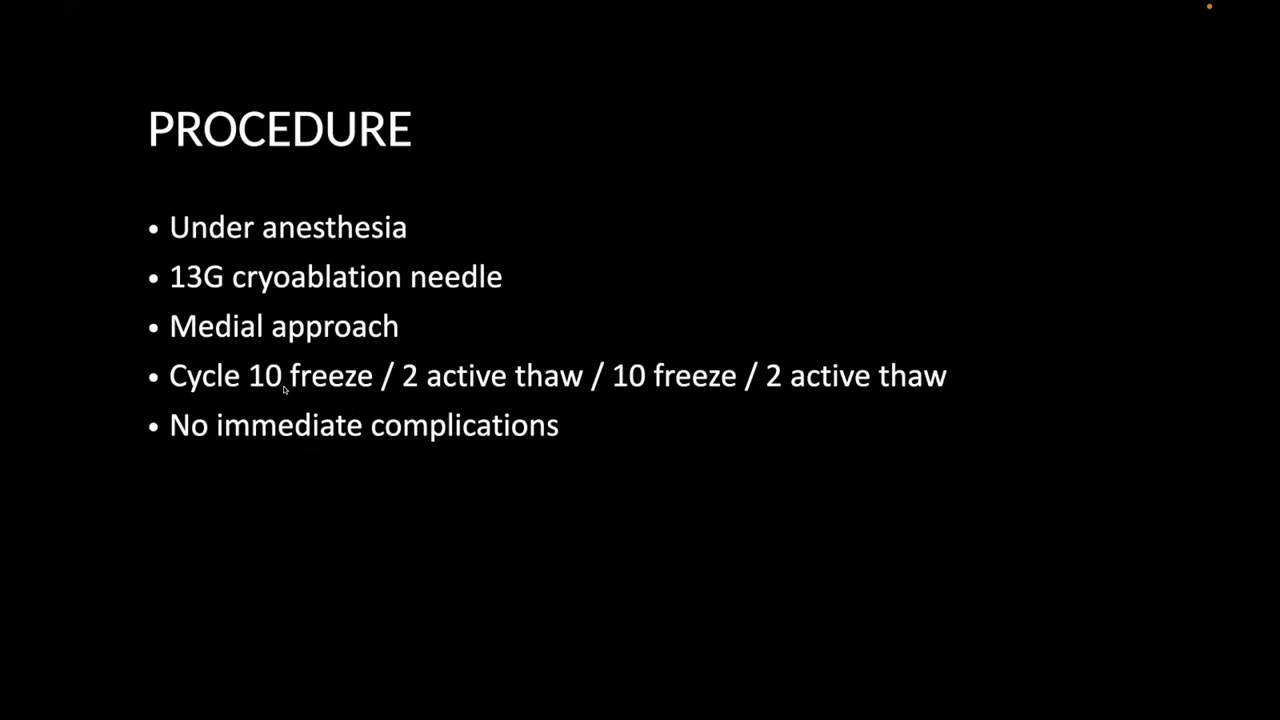 PROCEDURE
• Under anesthesia
• 13G cryoablation needle
• Medial approach
• Cycle 10 freeze / 2 active thaw / 10 freeze / 2 active thaw
• No immediate complications